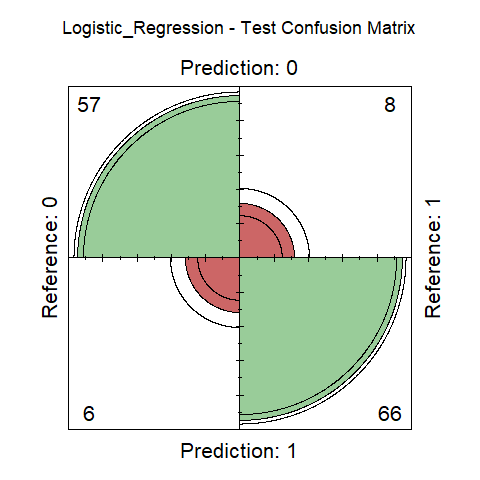 Logistic_Regression - Test Confusion Matrix
Prediction: 0
57
8
Reference: 0
Reference: 1
6
66
Prediction: 1